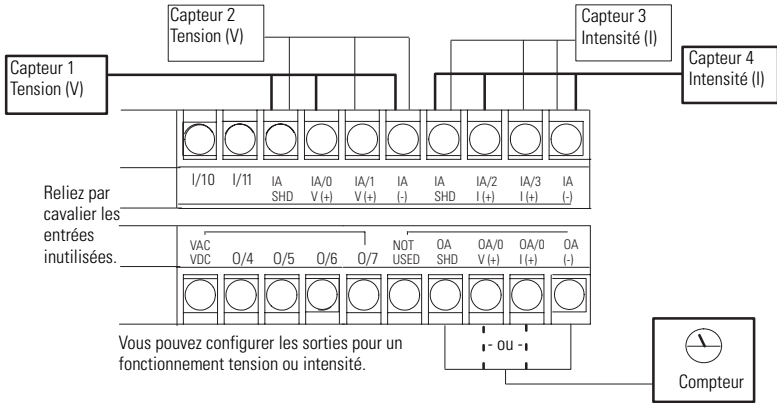 Capteur 2
Tension (V)
Capteur 3
Intensité (I)
Capteur 1
Tension (V)
Capteur 4
Intensité (I)
I/10 I/11 IA SHD IA/0 V (+) IA/1 V (+) IA (-) IA SHD IA/2 I (+) IA/3 I (+) IA (-)
Reliez par
cavalier les
entrées
inutilisées.
VAC VDC O/4 O/5 O/6 O/7 NOT USED OA SHD OA/0 V (+) OA/0 I (+) OA (-)
Vous pouvez configurer les sorties pour un
fonctionnement tension ou intensité.
- ou -
Compteur